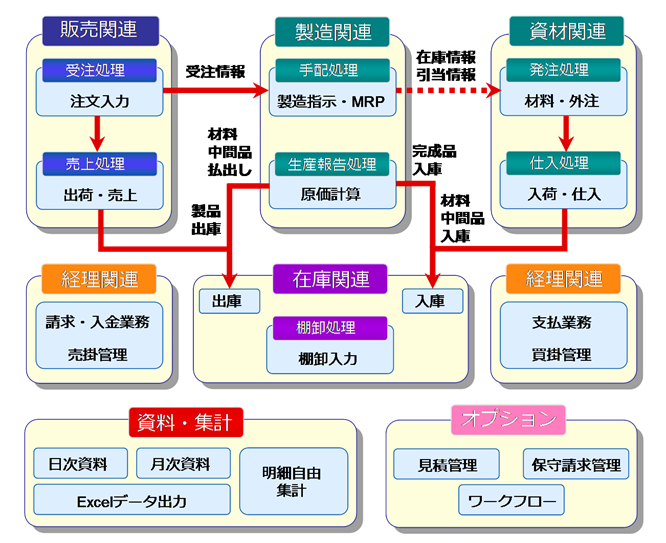 販売関連
製造関連
資材関連
受注処理
注文入力
受注情報
手配処理
製造指示・MRP
在庫情報
引当情報
発注処理
材料・外注
売上処理
出荷・売上
材料
中間品
払出し
生産報告処理
原価計算
完成品
入庫
仕入処理
入荷・仕入
製品
出庫
材料
中間品
入庫
経理関連
請求・入金業務
売掛管理
在庫関連
出庫
入庫
棚卸処理
棚卸入力
経理関連
支払業務
買掛管理
資料・集計
日次資料
月次資料
Excelデータ出力
明細自由
集計
オプション
見積管理
保守請求管理
ワークフロー